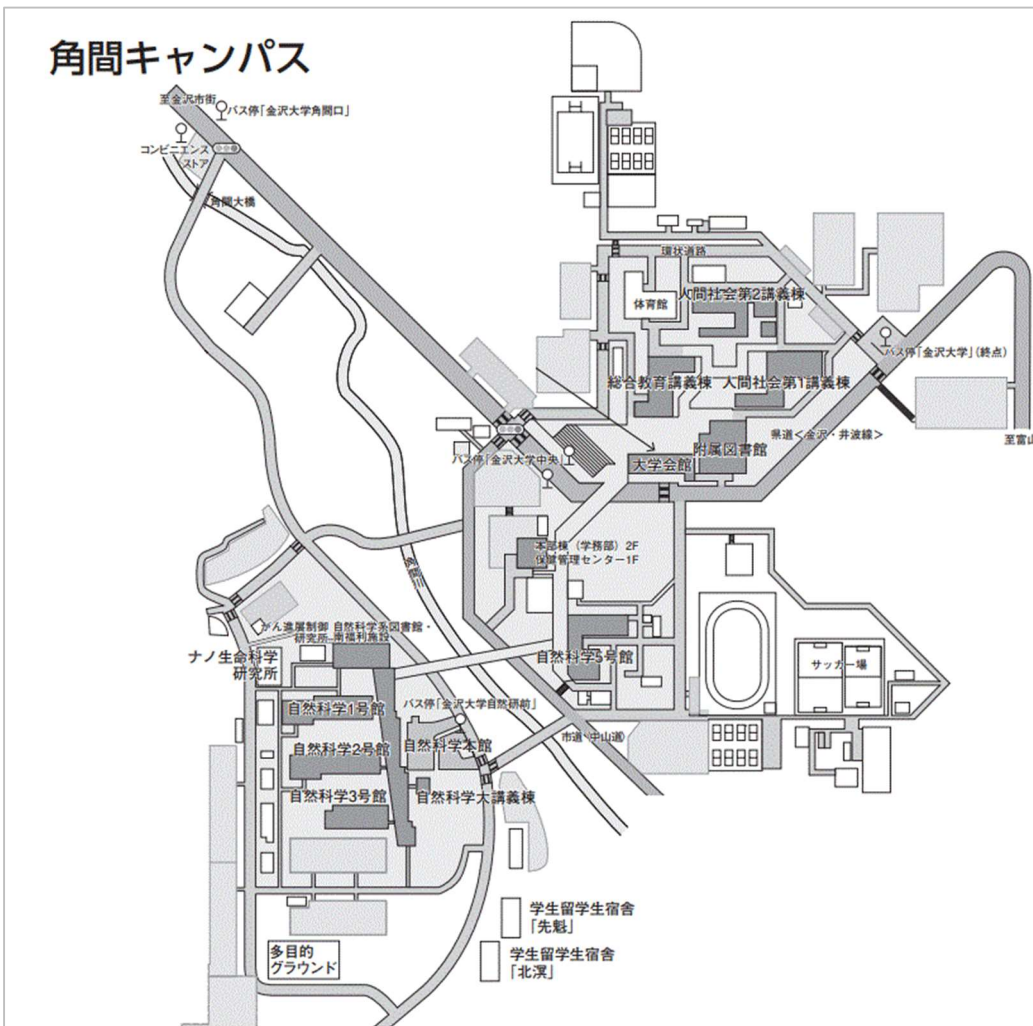 角間キャンパス
至金沢市街
バス停「金沢大学角間口」
コンビニエンス
ストア
角間大橋
環状道路
体育館
人間社会第2講義棟
バス停「金沢大学」(終点)
総合教育講義棟
人間社会第1講義棟
県道<金沢・井波線>
至富山
附属図書館
大学会館
バス停「金沢大学中央」
本部棟(学務部)2F
保健管理センター1F
がん進展制御
研究所
自然科学系図書館・
南福利施設
ナノ生命科学
研究所
自然科学5号館
サッカー場
自然科学1号館
バス停「金沢大学自然研前」
市道(中山道)
自然科学2号館
自然科学本館
自然科学3号館
自然科学大講義棟
学生留学生宿舎
「先魁」
学生留学生宿舎
「北溟」
多目的
グラウンド